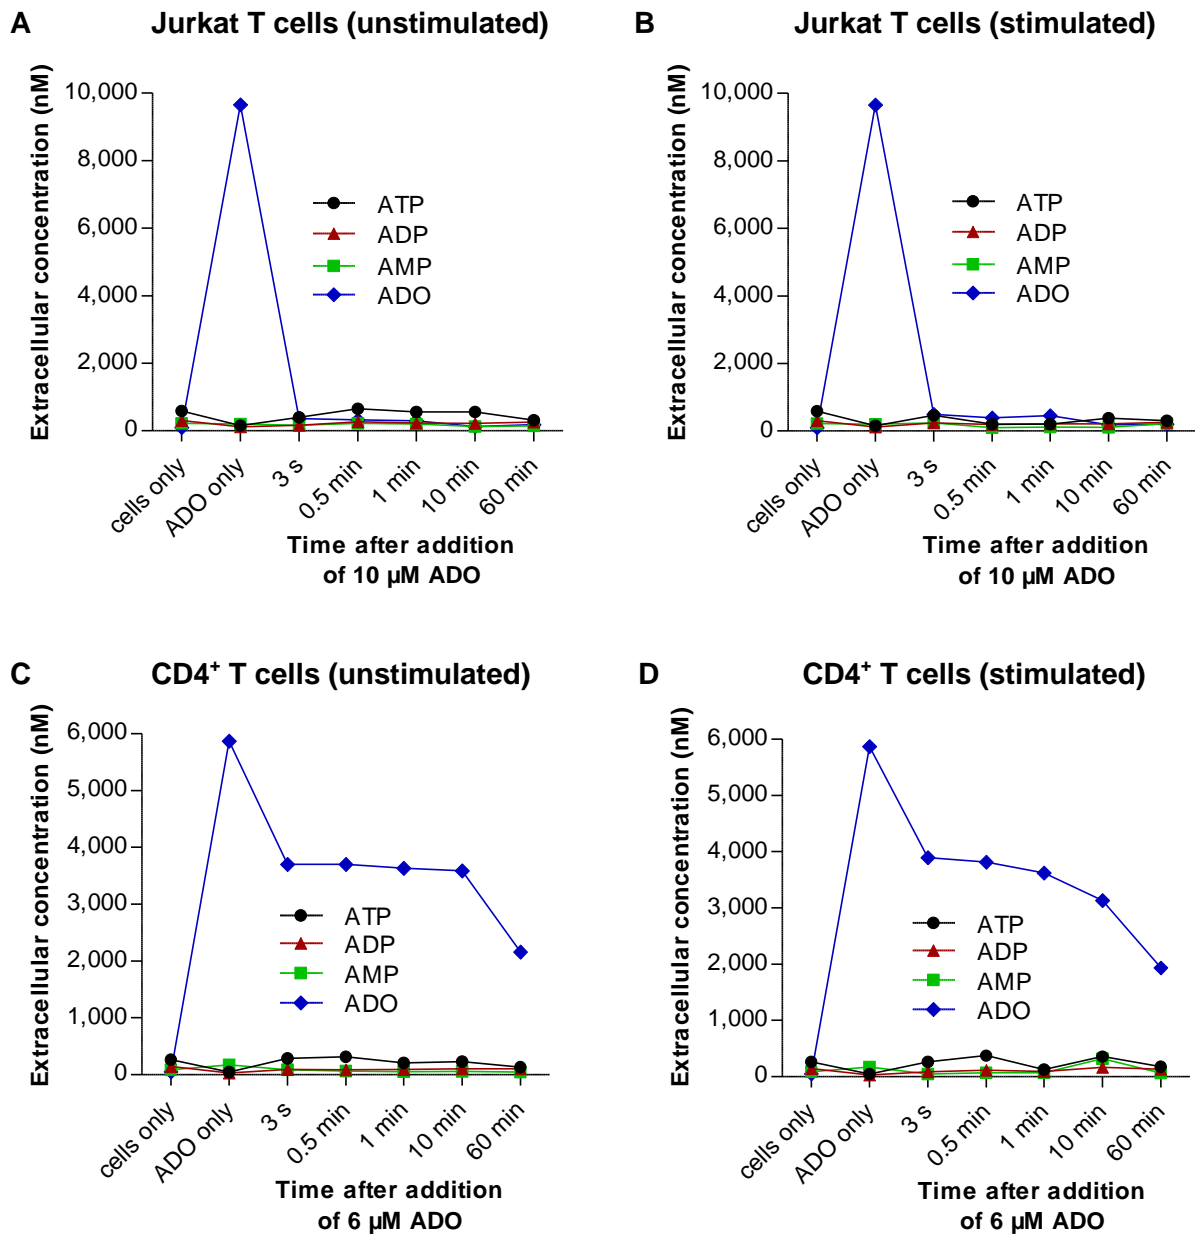 A
Jurkat T cells (unstimulated)
Extracellular concentration (nM)
10,000
8,000
6,000
4,000
2,000
0
ATP
ADP
AMP
ADO
cells only
ADO only
3 s
0.5 min
1 min
10 min
60 min
Time after addition
of 10 µM ADO
B
Jurkat T cells (stimulated)
Extracellular concentration (nM)
10,000
8,000
6,000
4,000
2,000
0
ATP
ADP
AMP
ADO
cells only
ADO only
3 s
0.5 min
1 min
10 min
60 min
Time after addition
of 10 µM ADO
C
CD4⁺ T cells (unstimulated)
Extracellular concentration (nM)
6,000
5,000
4,000
3,000
2,000
1,000
0
ATP
ADP
AMP
ADO
cells only
ADO only
3 s
0.5 min
1 min
10 min
60 min
Time after addition
of 6 µM ADO
D
CD4⁺ T cells (stimulated)
Extracellular concentration (nM)
6,000
5,000
4,000
3,000
2,000
1,000
0
ATP
ADP
AMP
ADO
cells only
ADO only
3 s
0.5 min
1 min
10 min
60 min
Time after addition
of 6 µM ADO